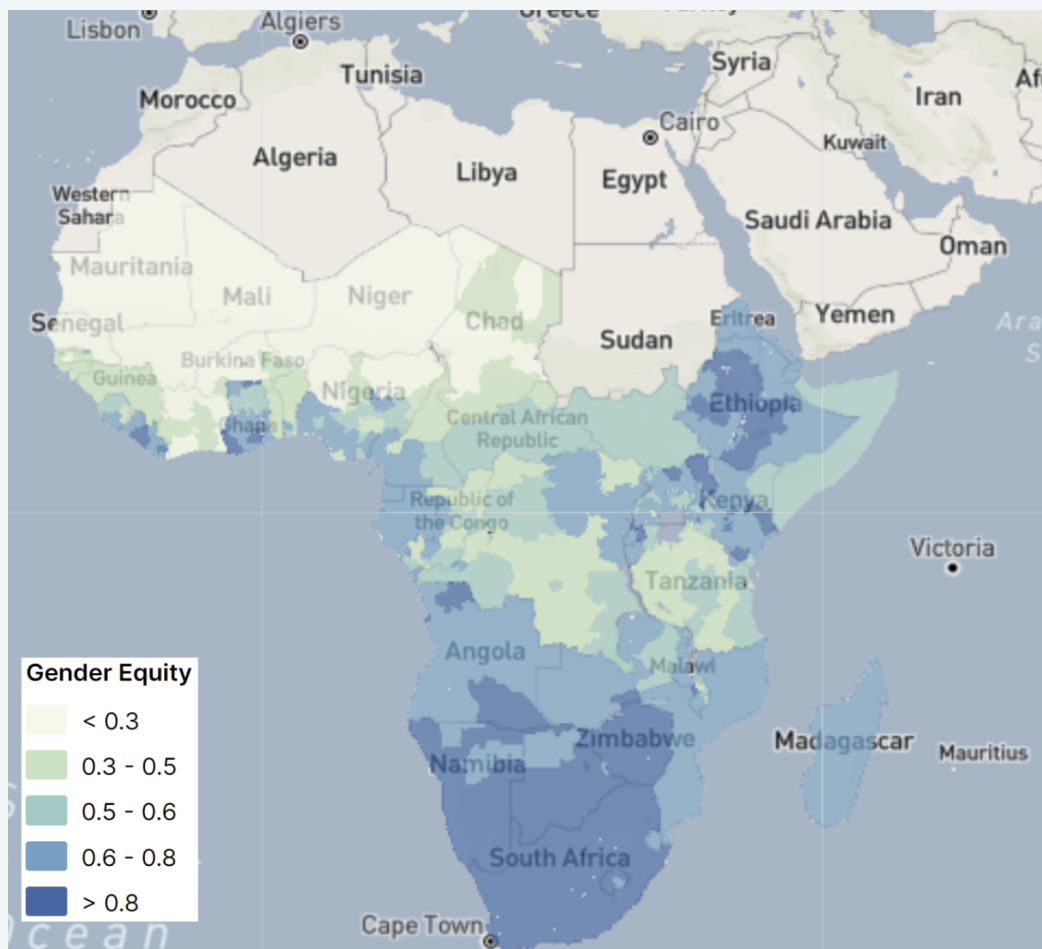 Lisbon
Algiers
Tunisia
Morocco
Syria
Iran
Cairo
Kuwait
Algeria
Libya
Egypt
Western
Sahara
Saudi Arabia
Oman
Mauritania
Mali
Niger
Chad
Senegal
Sudan
Eritrea
Yemen
Burkina Faso
Guinea
Nigeria
Ghana
Central African
Republic
Ethiopia
Republic of
the Congo
Kenya
Victoria
Tanzania
Angola
Malawi
Gender Equity
< 0.3
0.3 - 0.5
0.5 - 0.6
0.6 - 0.8
> 0.8
Zimbabwe
Madagascar
Mauritius
Namibia
South Africa
Cape Town